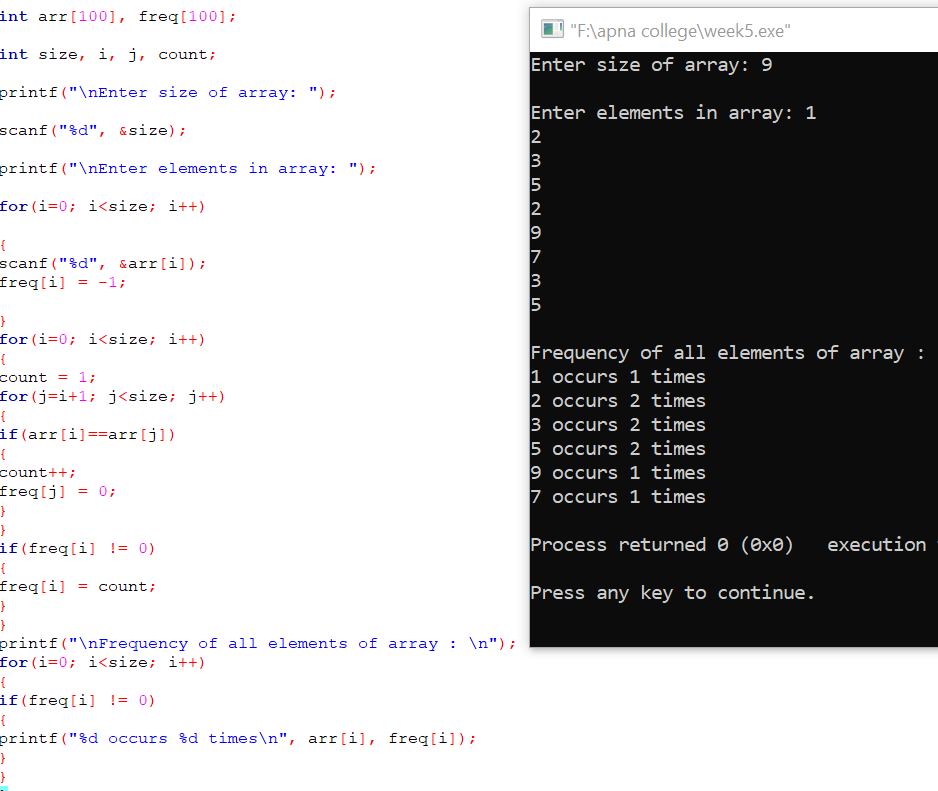 int arr[100], freq[100];
int size, i, j, count;
printf("\nEnter size of array: ");
scanf("%d", &size);
printf("\nEnter elements in array: ");
for(i=0; i<size; i++)
{
scanf("%d", &arr[i]);
freq[i] = -1;
}
for(i=0; i<size; i++)
{
count = 1;
for(j=i+1; j<size; j++)
{
if(arr[i]==arr[j])
{
count++;
freq[j] = 0;
}
}
if(freq[i] != 0)
{
freq[i] = count;
}
}
printf("\nFrequency of all elements of array : \n");
for(i=0; i<size; i++)
{
if(freq[i] != 0)
{
printf("%d occurs %d times\n", arr[i], freq[i]);
}
}
"F:\apna college\week5.exe"
Enter size of array: 9
Enter elements in array: 1
2
3
5
2
9
7
3
5
Frequency of all elements of array :
1 occurs 1 times
2 occurs 2 times
3 occurs 2 times
5 occurs 2 times
9 occurs 1 times
7 occurs 1 times
Process returned 0 (0x0)   execution
Press any key to continue.